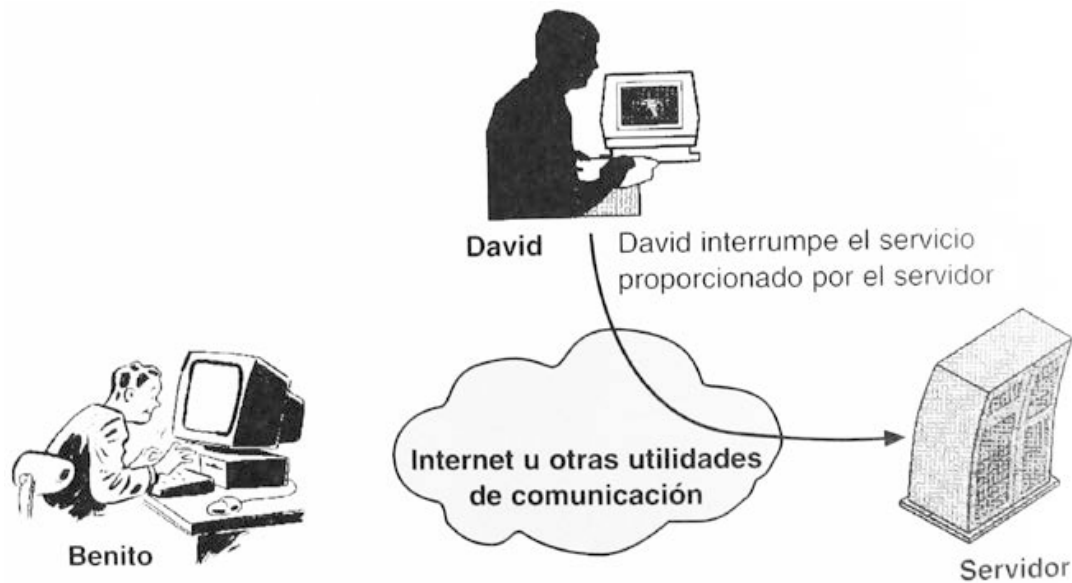 David
David interrumpe el servicio
proporcionado por el servidor
Internet u otras utilidades
de comunicación
Benito
Servidor